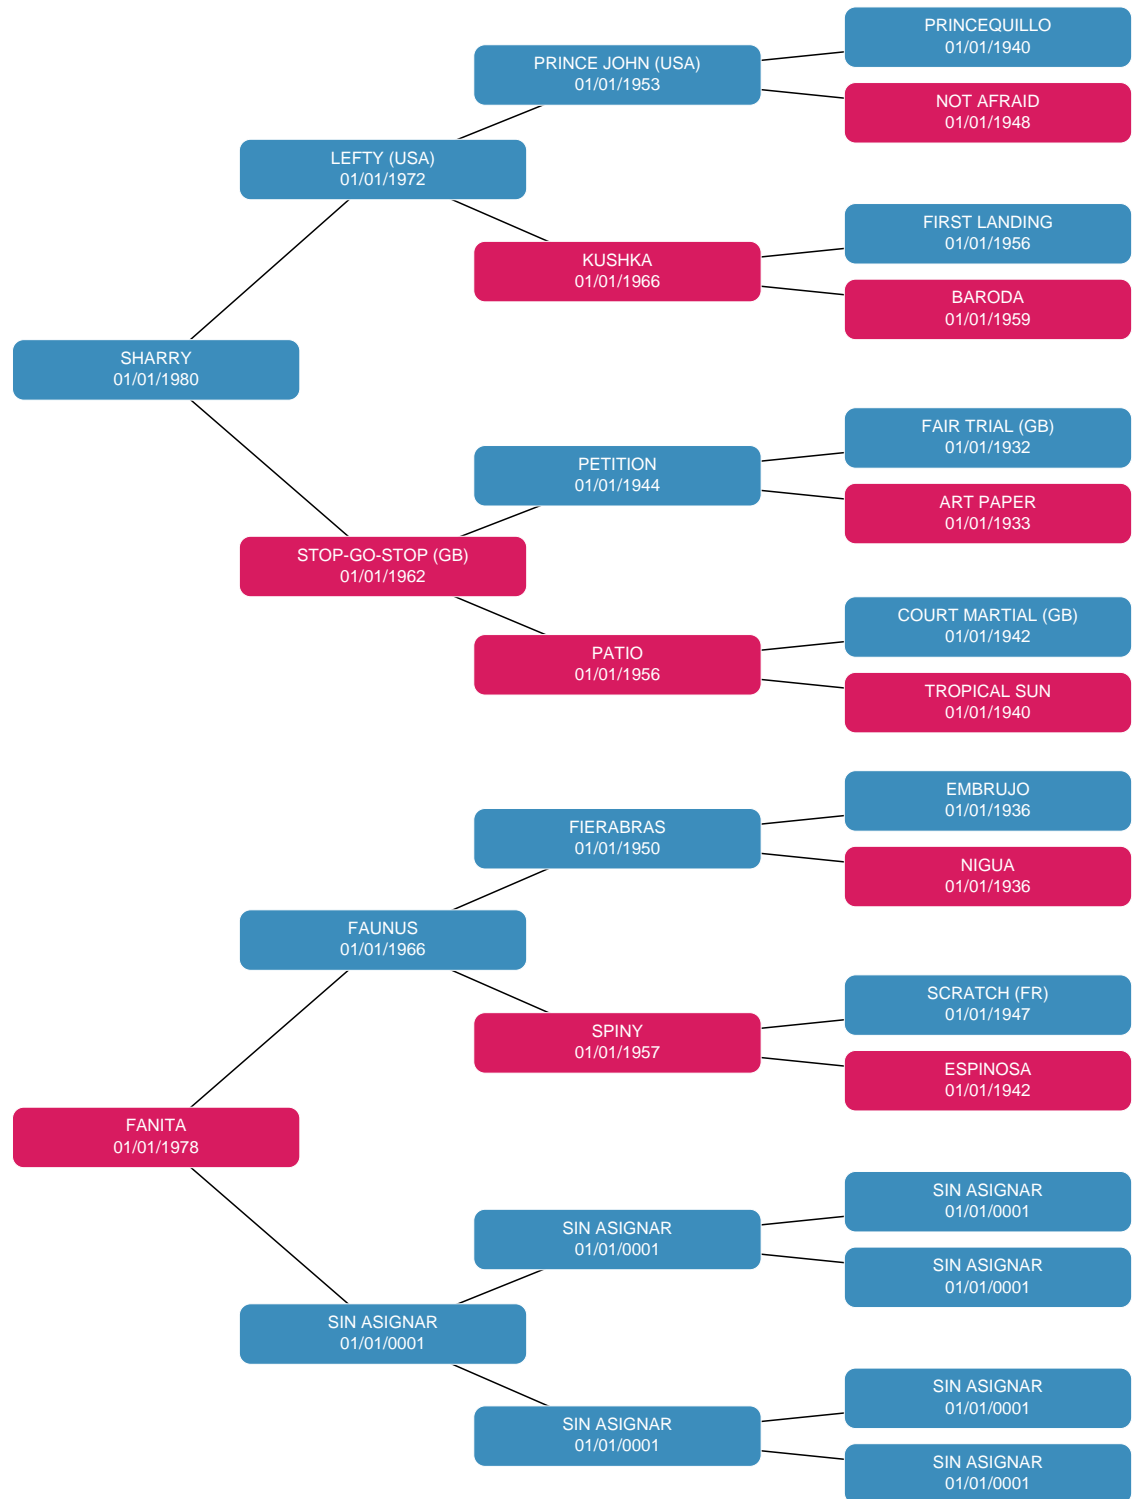 PRINCEQUILLO
01/01/1940
PRINCE JOHN (USA)
01/01/1953
NOT AFRAID
01/01/1948
LEFTY (USA)
01/01/1972
FIRST LANDING
01/01/1956
KUSHKA
01/01/1966
BARODA
01/01/1959
SHARRY
01/01/1980
FAIR TRIAL (GB)
01/01/1932
PETITION
01/01/1944
ART PAPER
01/01/1933
STOP-GO-STOP (GB)
01/01/1962
COURT MARTIAL (GB)
01/01/1942
PATIO
01/01/1956
TROPICAL SUN
01/01/1940
EMBRUJO
01/01/1936
FIERABRAS
01/01/1950
NIGUA
01/01/1936
FAUNUS
01/01/1966
SCRATCH (FR)
01/01/1947
SPINY
01/01/1957
ESPINOSA
01/01/1942
FANITA
01/01/1978
SIN ASIGNAR
01/01/0001
SIN ASIGNAR
01/01/0001
SIN ASIGNAR
01/01/0001
SIN ASIGNAR
01/01/0001
SIN ASIGNAR
01/01/0001
SIN ASIGNAR
01/01/0001
SIN ASIGNAR
01/01/0001